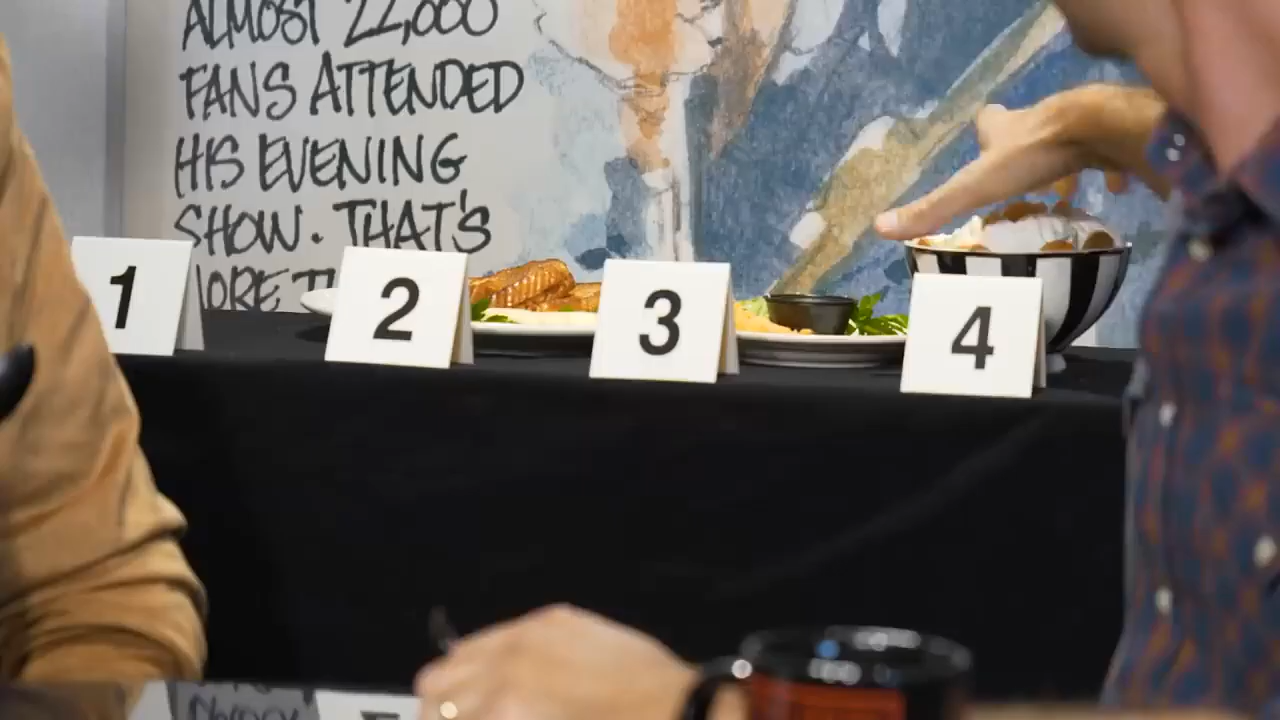 ALMOST 22,000
FANS ATTENDED
HIS EVENING
SHOW. THAT'S
1
2
3
4